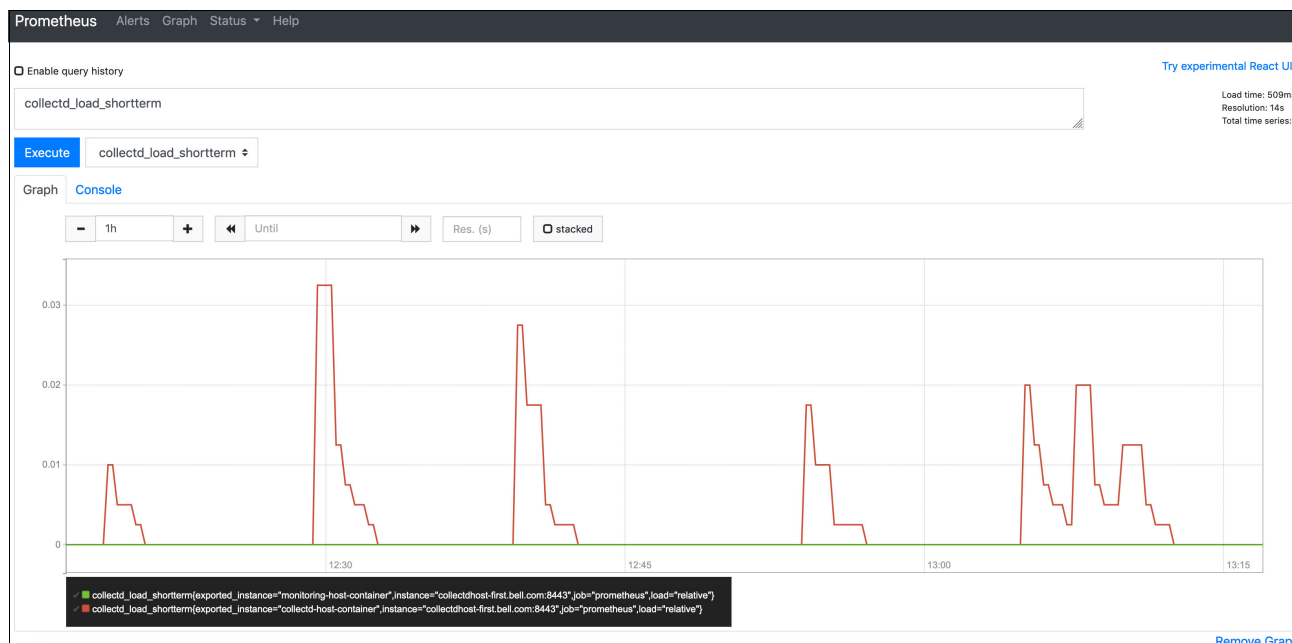 Prometheus Alerts Graph Status Help
Enable query history
Try experimental React UI
collectd_load_shortterm
Load time: 509m
Resolution: 14s
Total time series:
Execute collectd_load_shortterm
Graph Console
1h Until Res. (s) stacked
0.03
0.02
0.01
0
12:30 12:45 13:00 13:15
collectd_load_shortterm{exported_instance="monitoring-host-container",instance="collectdhost-first.bell.com:8443",job="prometheus",load="relative"}
collectd_load_shortterm{exported_instance="collectd-host-container",instance="collectdhost-first.bell.com:8443",job="prometheus",load="relative"}
Remove Grap